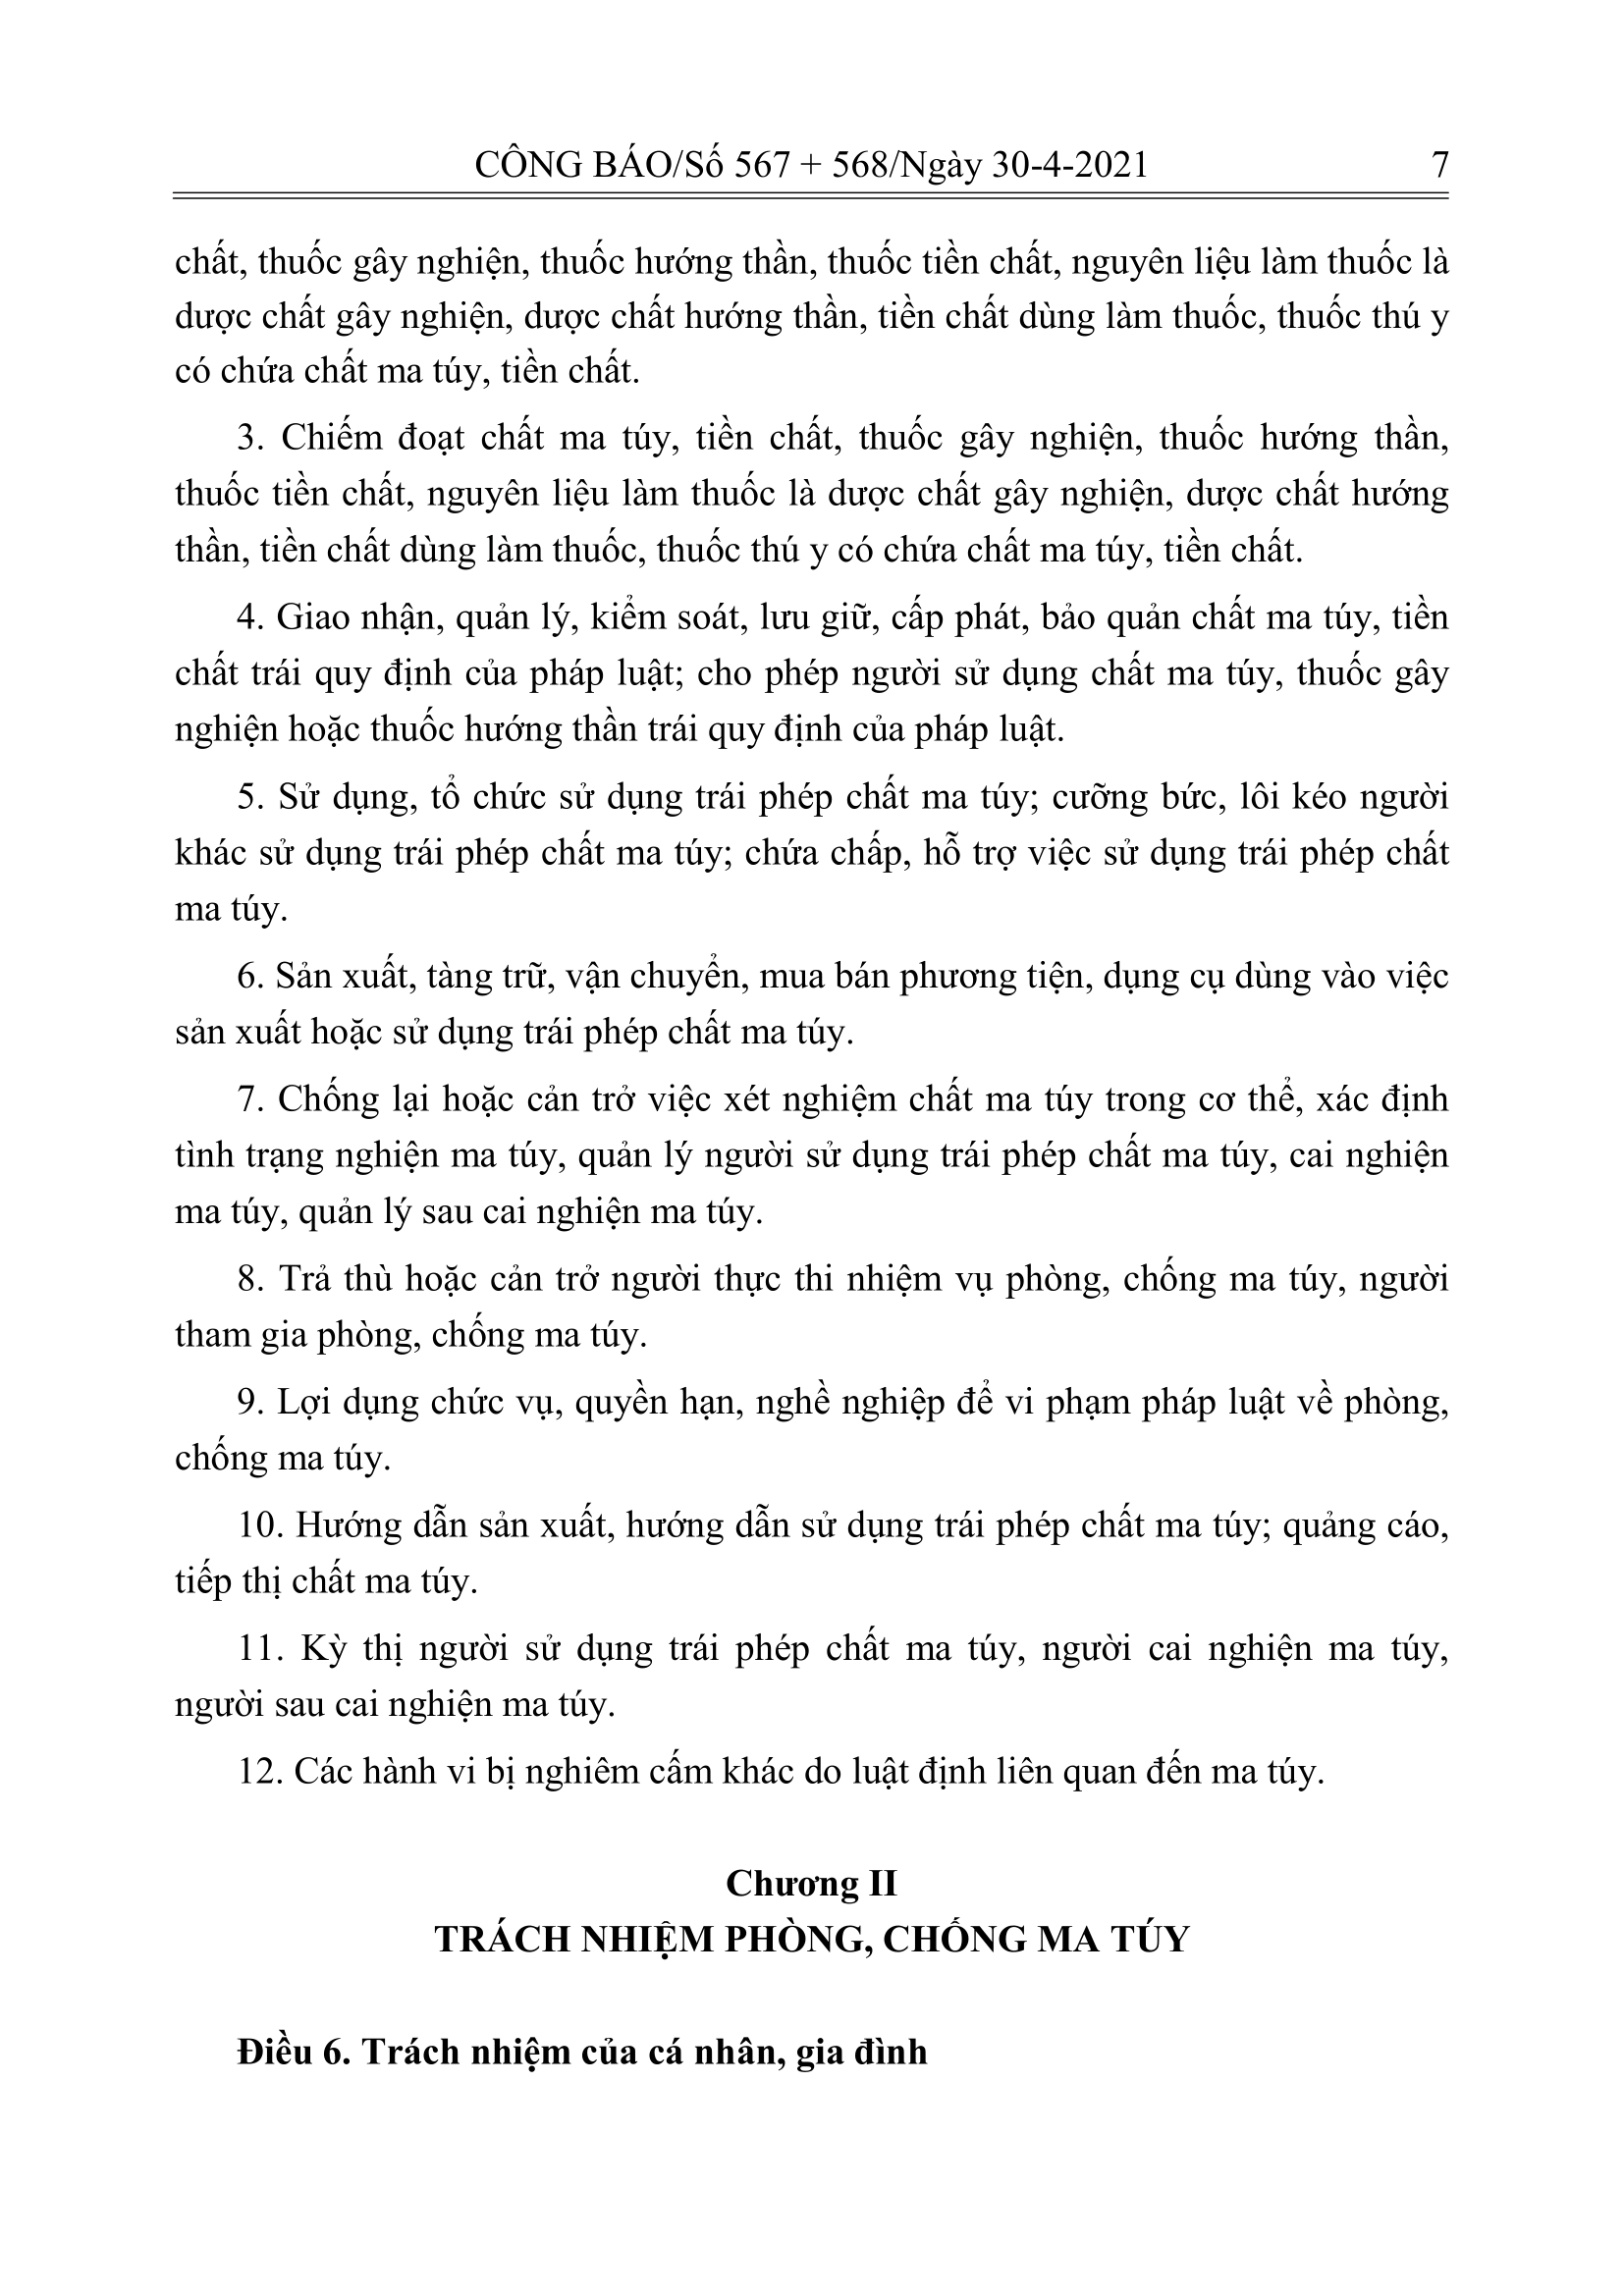 CÔNG BÁO/Số 567 + 568/Ngày 30-4-2021 7
chất, thuốc gây nghiện, thuốc hướng thần, thuốc tiền chất, nguyên liệu làm thuốc là
dược chất gây nghiện, dược chất hướng thần, tiền chất dùng làm thuốc, thuốc thú y
có chứa chất ma túy, tiền chất.
3. Chiếm đoạt chất ma túy, tiền chất, thuốc gây nghiện, thuốc hướng thần,
thuốc tiền chất, nguyên liệu làm thuốc là dược chất gây nghiện, dược chất hướng
thần, tiền chất dùng làm thuốc, thuốc thú y có chứa chất ma túy, tiền chất.
4. Giao nhận, quản lý, kiểm soát, lưu giữ, cấp phát, bảo quản chất ma túy, tiền
chất trái quy định của pháp luật; cho phép người sử dụng chất ma túy, thuốc gây
nghiện hoặc thuốc hướng thần trái quy định của pháp luật.
5. Sử dụng, tổ chức sử dụng trái phép chất ma túy; cưỡng bức, lôi kéo người
khác sử dụng trái phép chất ma túy; chứa chấp, hỗ trợ việc sử dụng trái phép chất
ma túy.
6. Sản xuất, tàng trữ, vận chuyển, mua bán phương tiện, dụng cụ dùng vào việc
sản xuất hoặc sử dụng trái phép chất ma túy.
7. Chống lại hoặc cản trở việc xét nghiệm chất ma túy trong cơ thể, xác định
tình trạng nghiện ma túy, quản lý người sử dụng trái phép chất ma túy, cai nghiện
ma túy, quản lý sau cai nghiện ma túy.
8. Trả thù hoặc cản trở người thực thi nhiệm vụ phòng, chống ma túy, người
tham gia phòng, chống ma túy.
9. Lợi dụng chức vụ, quyền hạn, nghề nghiệp để vi phạm pháp luật về phòng,
chống ma túy.
10. Hướng dẫn sản xuất, hướng dẫn sử dụng trái phép chất ma túy; quảng cáo,
tiếp thị chất ma túy.
11. Kỳ thị người sử dụng trái phép chất ma túy, người cai nghiện ma túy,
người sau cai nghiện ma túy.
12. Các hành vi bị nghiêm cấm khác do luật định liên quan đến ma túy.
Chương II
TRÁCH NHIỆM PHÒNG, CHỐNG MA TÚY
Điều 6. Trách nhiệm của cá nhân, gia đình